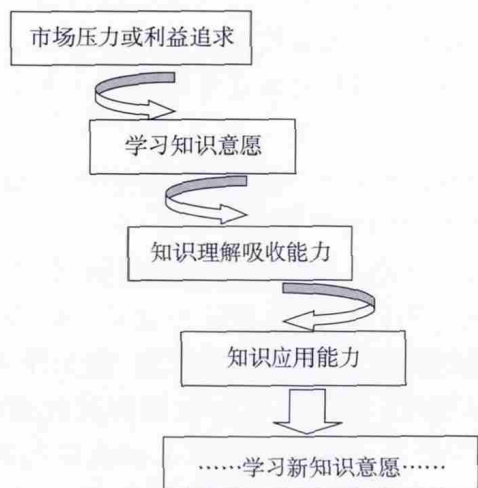 市场压力或利益追求
学习知识意愿
知识理解吸收能力
知识应用能力
……学习新知识意愿……